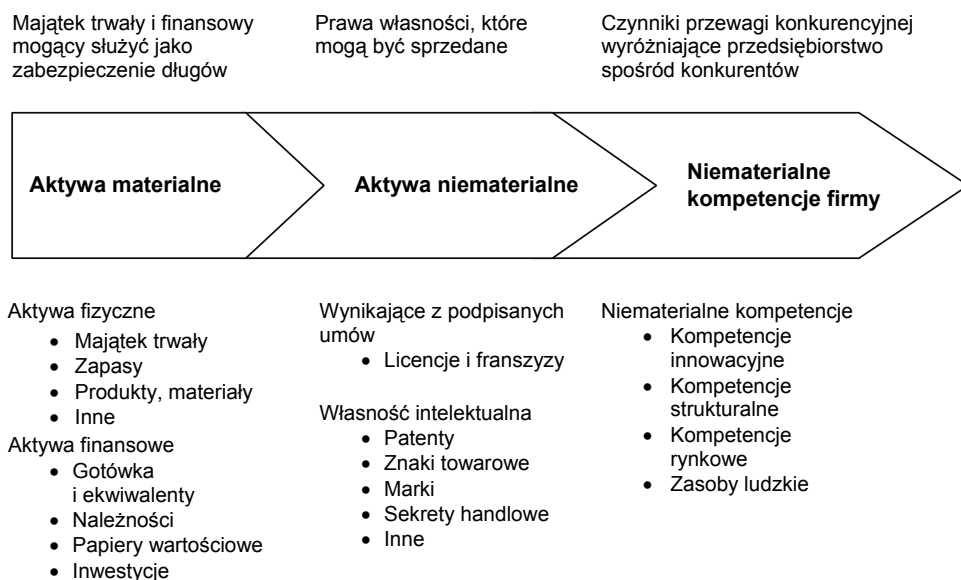 Majątek trwały i finansowy
mogący służyć jako
zabezpieczenie długów
Prawa własności, które
mogą być sprzedane
Czynniki przewagi konkurencyjnej
wyróżniające przedsiębiorstwo
spośród konkurentów
Aktywa materialne
Aktywa niematerialne
Niematerialne
kompetencje firmy
Aktywa fizyczne
• Majątek trwały
• Zapasy
• Produkty, materiały
• Inne
Aktywa finansowe
• Gotówka
i ekwiwalenty
• Należności
• Papiery wartościowe
• Inwestycje
Wynikające z podpisanych
umów
• Licencje i franszyzy
Własność intelektualna
• Patenty
• Znaki towarowe
• Marki
• Sekrety handlowe
• Inne
Niematerialne kompetencje
• Kompetencje
innowacyjne
• Kompetencje
strukturalne
• Kompetencje
rynkowe
• Zasoby ludzkie